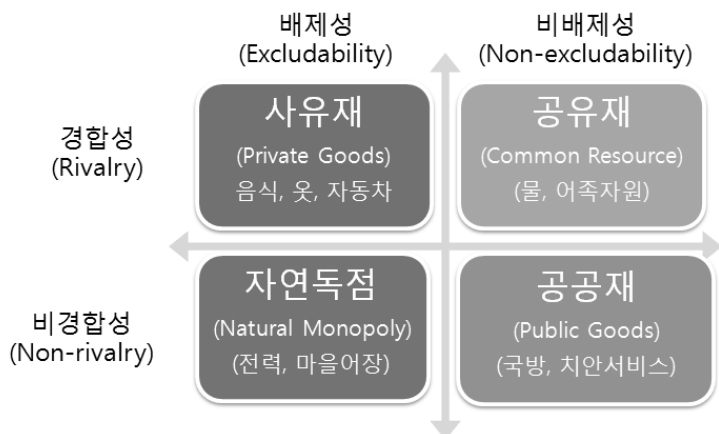 배제성
(Excludability)
비배제성
(Non-excludability)
경합성
(Rivalry)
사유재
(Private Goods)
음식, 옷, 자동차
공유재
(Common Resource)
(물, 어족자원)
비경합성
(Non-rivalry)
자연독점
(Natural Monopoly)
(전력, 마을어장)
공공재
(Public Goods)
(국방, 치안서비스)